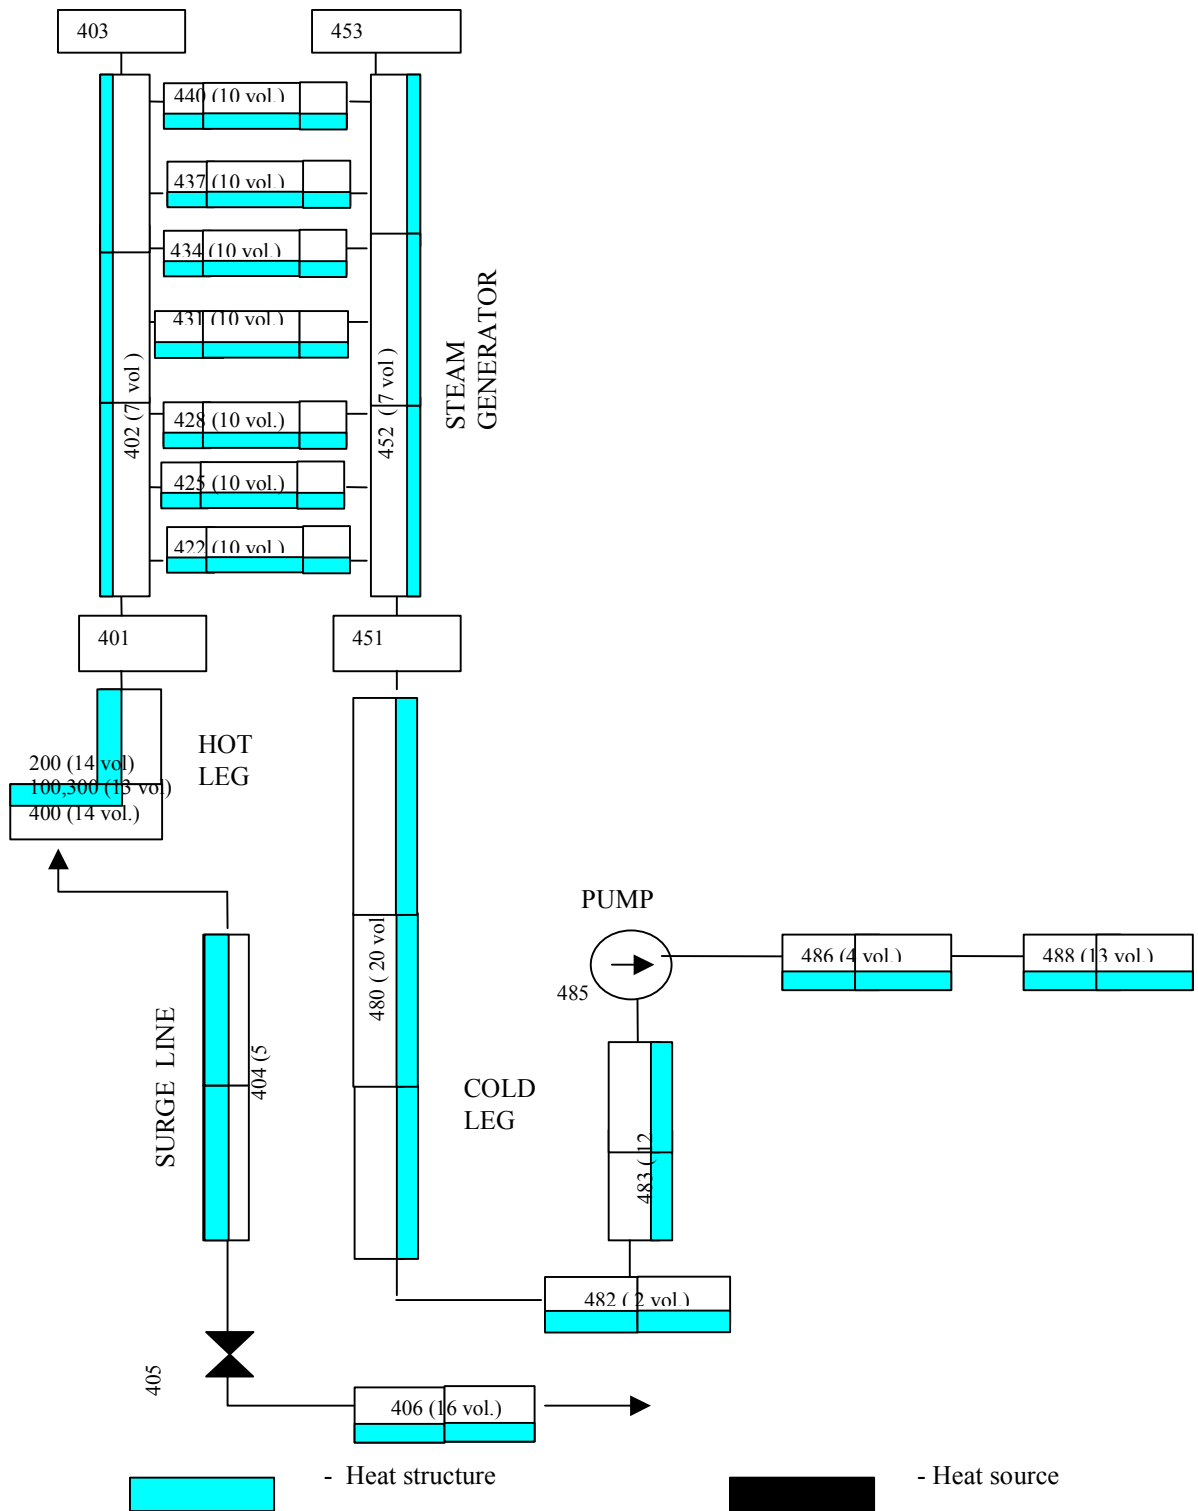 403
453
440 (10 vol.)
437 (10 vol.)
434 (10 vol.)
431 (10 vol.)
402 (7 vol )
452 ( 7 vol )
STEAM
GENERATOR
428 (10 vol.)
425 (10 vol.)
422 (10 vol.)
401
451
HOT
LEG
200 (14 vol)
100,300 (13 vol)
400 (14 vol.)
PUMP
485
486 (4 vol.)
488 (13 vol.)
480 ( 20 vol
SURGE LINE
404 (5
COLD
LEG
483 ( 12
482 ( 2 vol.)
405
406 (16 vol.)
- Heat structure
- Heat source